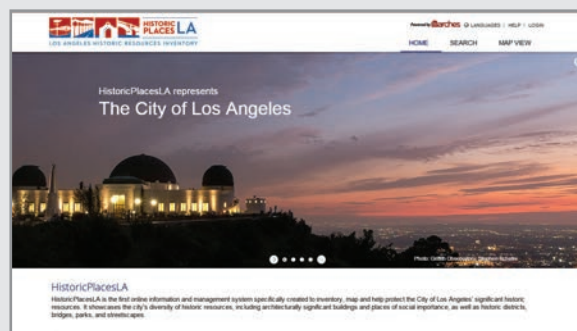 HISTORIC
PLACES LA
LOS ANGELES HISTORIC RESOURCES INVENTORY
Powered by arches LANGUAGES | HELP | LOGIN
HOME SEARCH MAP VIEW
HistoricPlacesLA represents
The City of Los Angeles
Photo: Griffith Observatory, Stephen
HistoricPlacesLA
HistoricPlacesLA is the first online information and management system specifically created to inventory, map and help protect the City of Los Angeles' significant historic
resources. It showcases the city's diversity of historic resources, including architecturally significant buildings and places of social importance, as well as historic districts,
bridges, parks, and streetscapes.